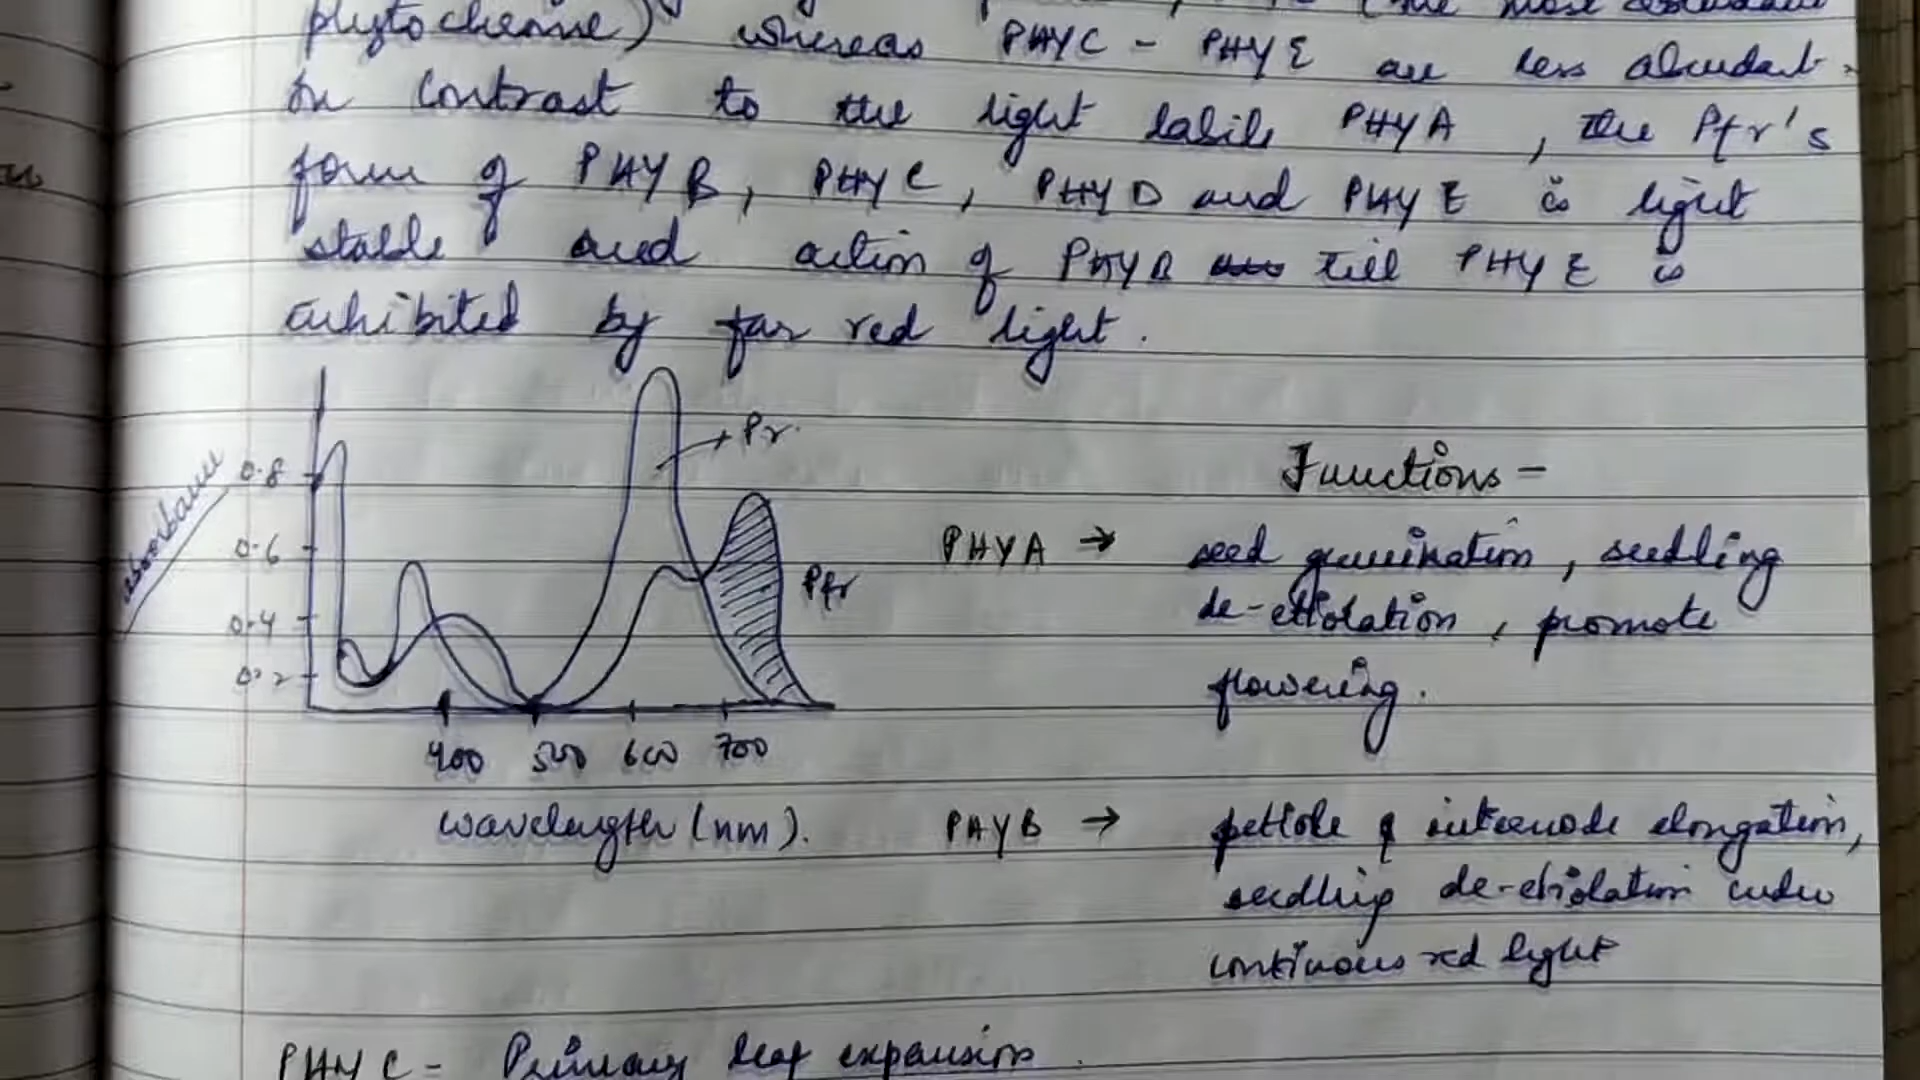 phytochrome) whereas PHYC - PHYE are less abundant.
In contrast to the light labile PHYA, the Pfr's
form of PHYB, PHYC, PHYD and PHYE is light
stable and action of PHYB till PHYE is
inhibited by far red light.
absorbance
0.8
0.6
0.4
0.2
Pr.
Pfr
400 500 600 700
wavelength (nm).
Functions -
PHYA → seed germination, seedling
de-etiolation, promote
flowering.
PHYB → petiole & internode elongation,
seedling de-etiolation under
continuous red light
PHYC - Primary leaf expansion.